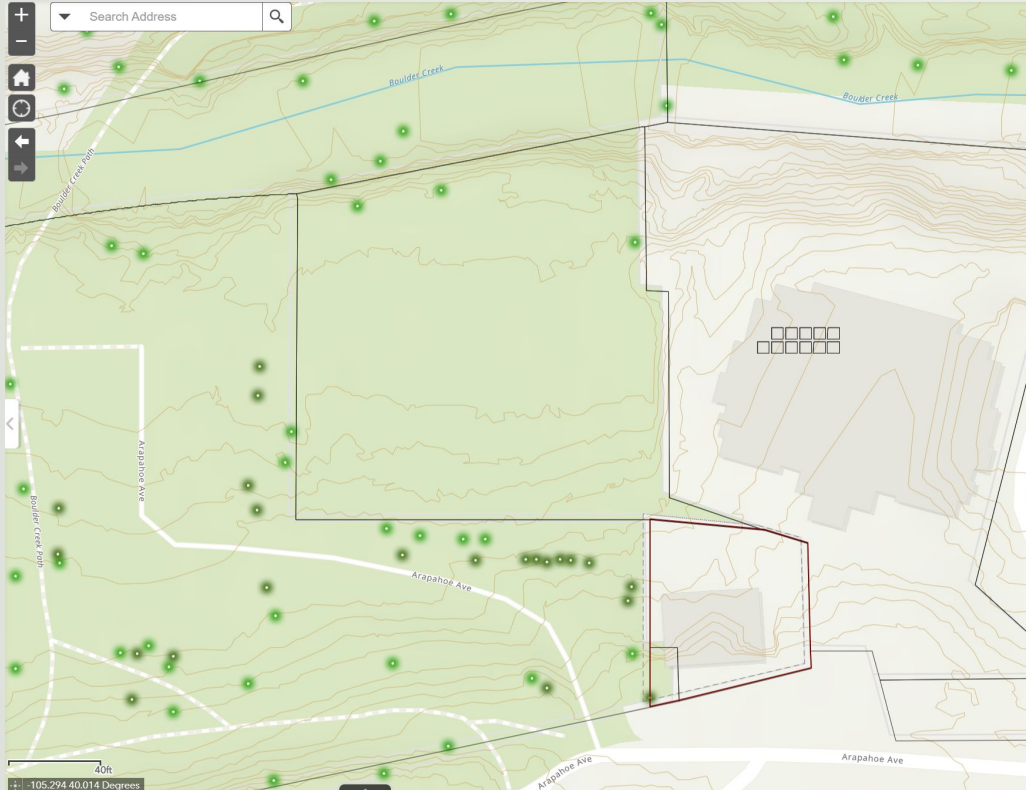 +
Search Address
−
Boulder Creek
Boulder Creek
Boulder Creek Path
Arapahoe Ave
Boulder Creek Path
Arapahoe Ave
40ft
Arapahoe Ave
Arapahoe Ave
-105.294 40.014 Degrees